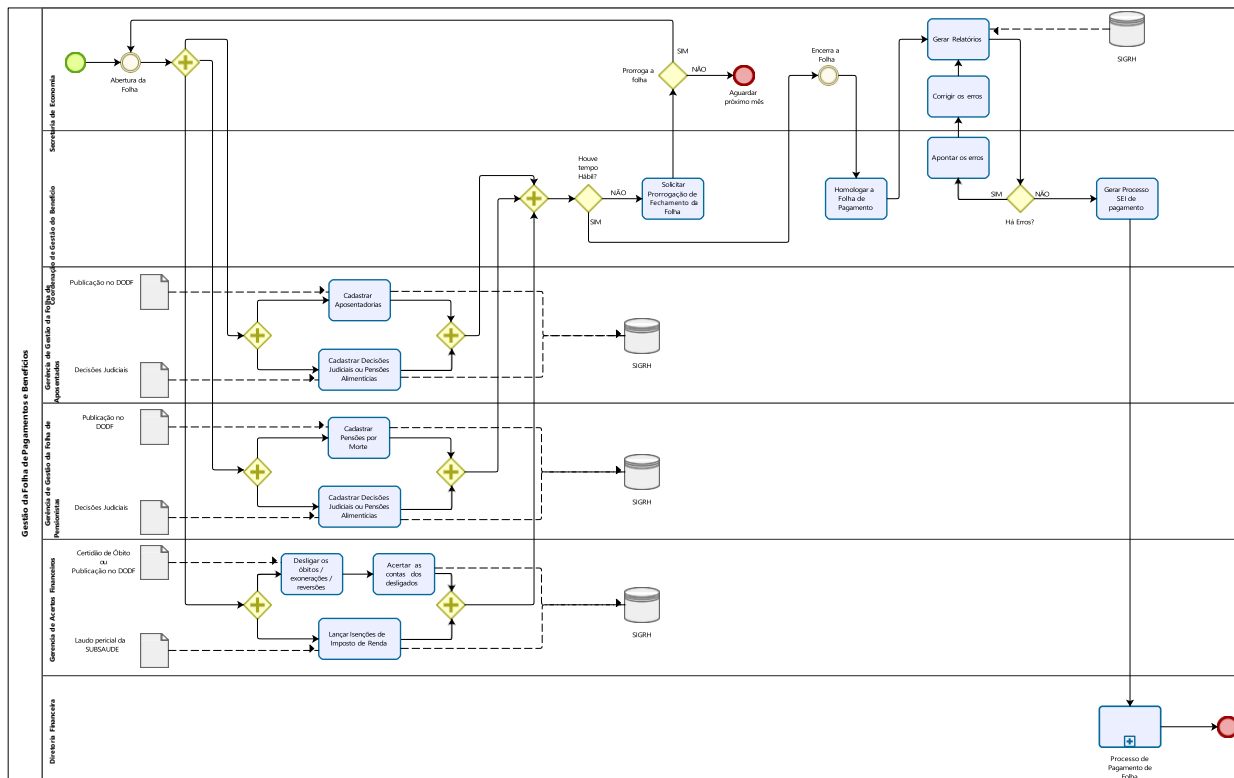 Gestão da Folha de Pagamentos e Benefícios
Secretaria de Economia
Abertura da
Folha
Prorroga a
folha
SIM
NÃO
Aguardar
próximo mês
Encerra a
Folha
Gerar Relatórios
SIGRH
Corrigir os erros
Coordenação de Gestão do Benefício
Houve
tempo
Hábil?
NÃO
SIM
Solicitar
Prorrogação de
Fechamento da
Folha
Homologar a
Folha de
Pagamento
Apontar os erros
SIM
NÃO
Há Erros?
Gerar Processo
SEI de
pagamento
Gerência de Gestão da Folha de
Aposentados
Publicação no DODF
Cadastrar
Aposentadorias
Decisões Judiciais
Cadastrar Decisões
Judiciais ou Pensões
Alimentícias
SIGRH
Gerência de Gestão da Folha de
Pensionistas
Publicação no
DODF
Cadastrar
Pensões por
Morte
Decisões Judiciais
Cadastrar Decisões
Judiciais ou Pensões
Alimentícias
SIGRH
Gerencia de Acertos Financeiros
Certidão de Óbito
ou
Publicação no DODF
Desligar os
óbitos /
exonerações /
reversões
Acertar as
contas dos
desligados
Laudo pericial da
SUBSAUDE
Lançar Isenções de
Imposto de Renda
SIGRH
Diretoria Financeira
Processo de
Pagamento de
Folha